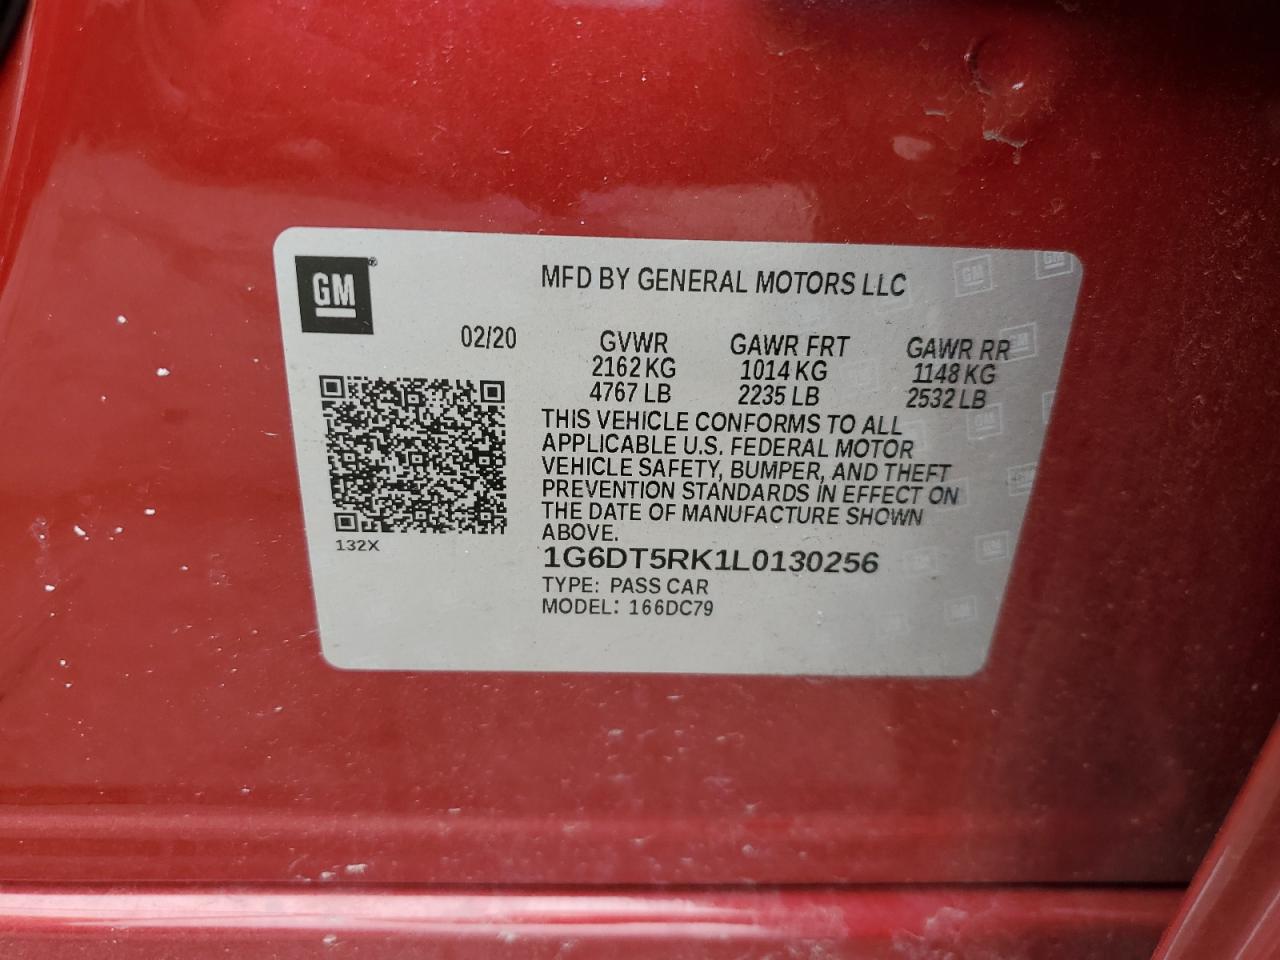 GM®
MFD BY GENERAL MOTORS LLC
02/20
GVWR GAWR FRT GAWR RR
2162 KG 1014 KG 1148 KG
4767 LB 2235 LB 2532 LB
THIS VEHICLE CONFORMS TO ALL
APPLICABLE U.S. FEDERAL MOTOR
VEHICLE SAFETY, BUMPER, AND THEFT
PREVENTION STANDARDS IN EFFECT ON
THE DATE OF MANUFACTURE SHOWN
ABOVE.
132X
1G6DT5RK1L0130256
TYPE: PASS CAR
MODEL: 166DC79